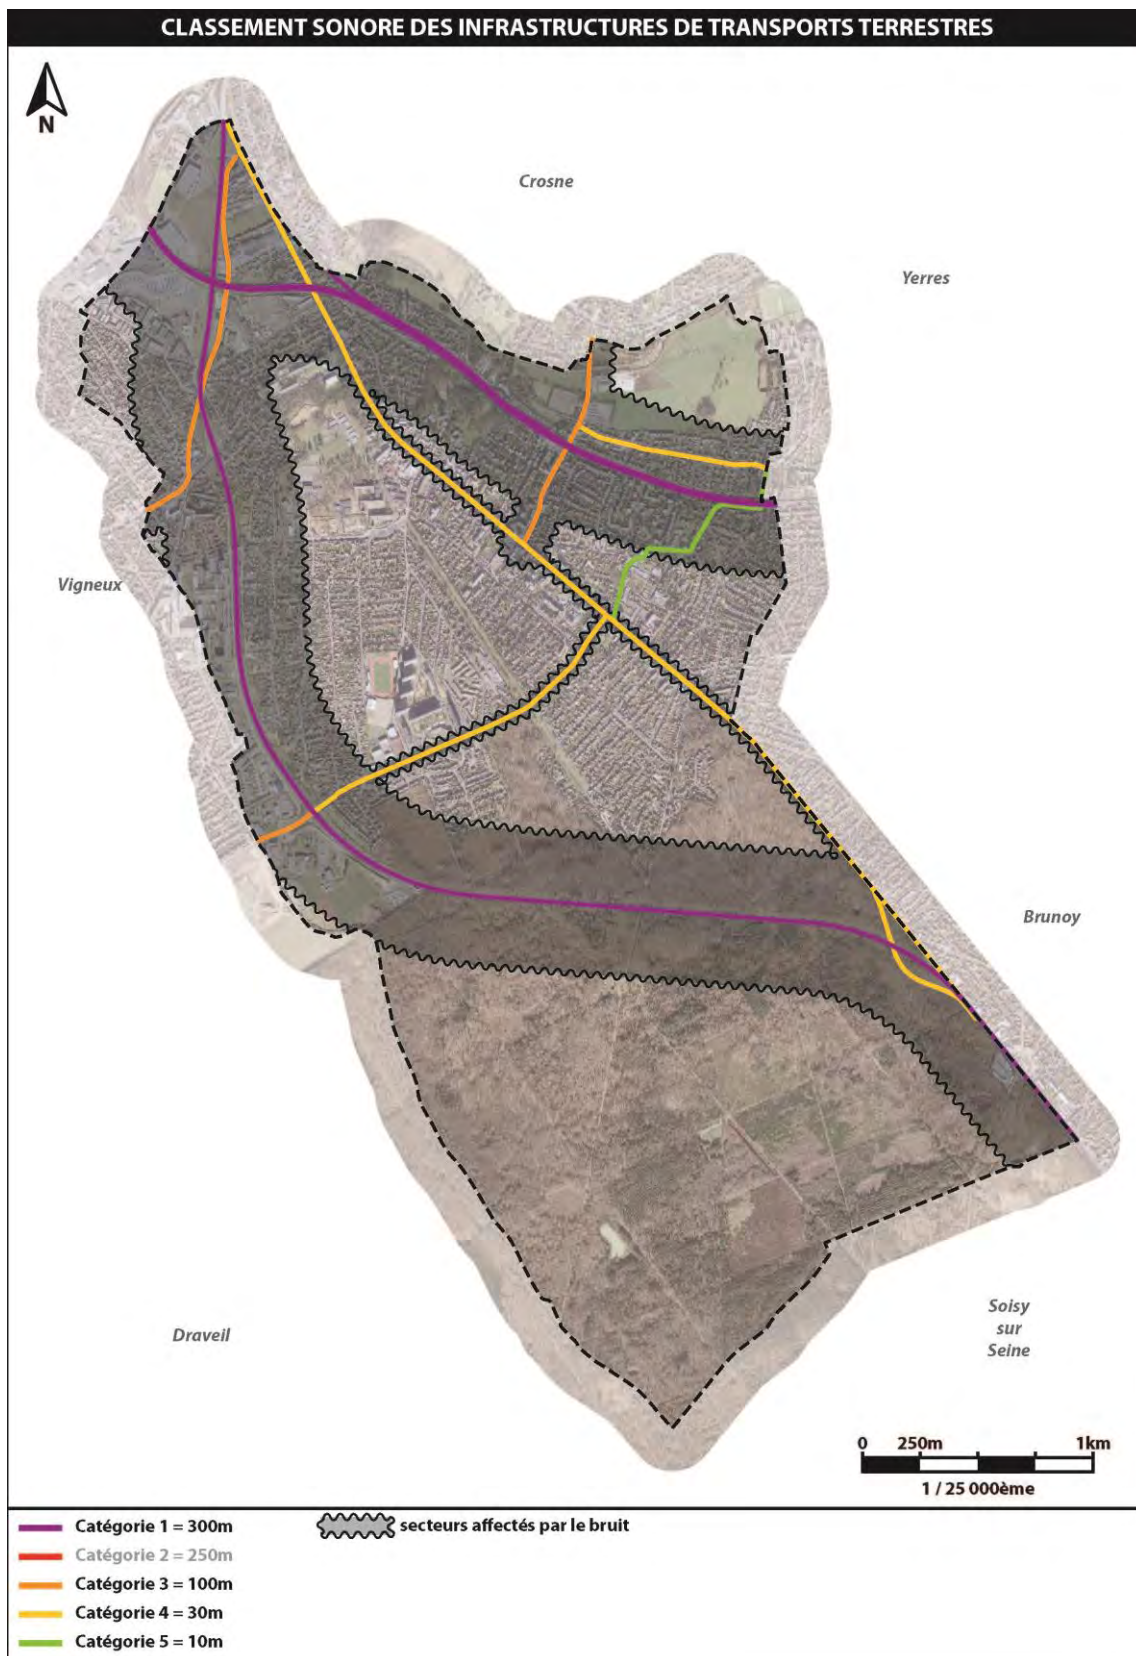 CLASSEMENT SONORE DES INFRASTRUCTURES DE TRANSPORTS TERRESTRES
N
Crosne
Yerres
Vigneux
Brunoy
Draveil
Soisy
sur
Seine
0 250m 1km
1 / 25 000ème
Catégorie 1 = 300m
secteurs affectés par le bruit
Catégorie 2 = 250m
Catégorie 3 = 100m
Catégorie 4 = 30m
Catégorie 5 = 10m